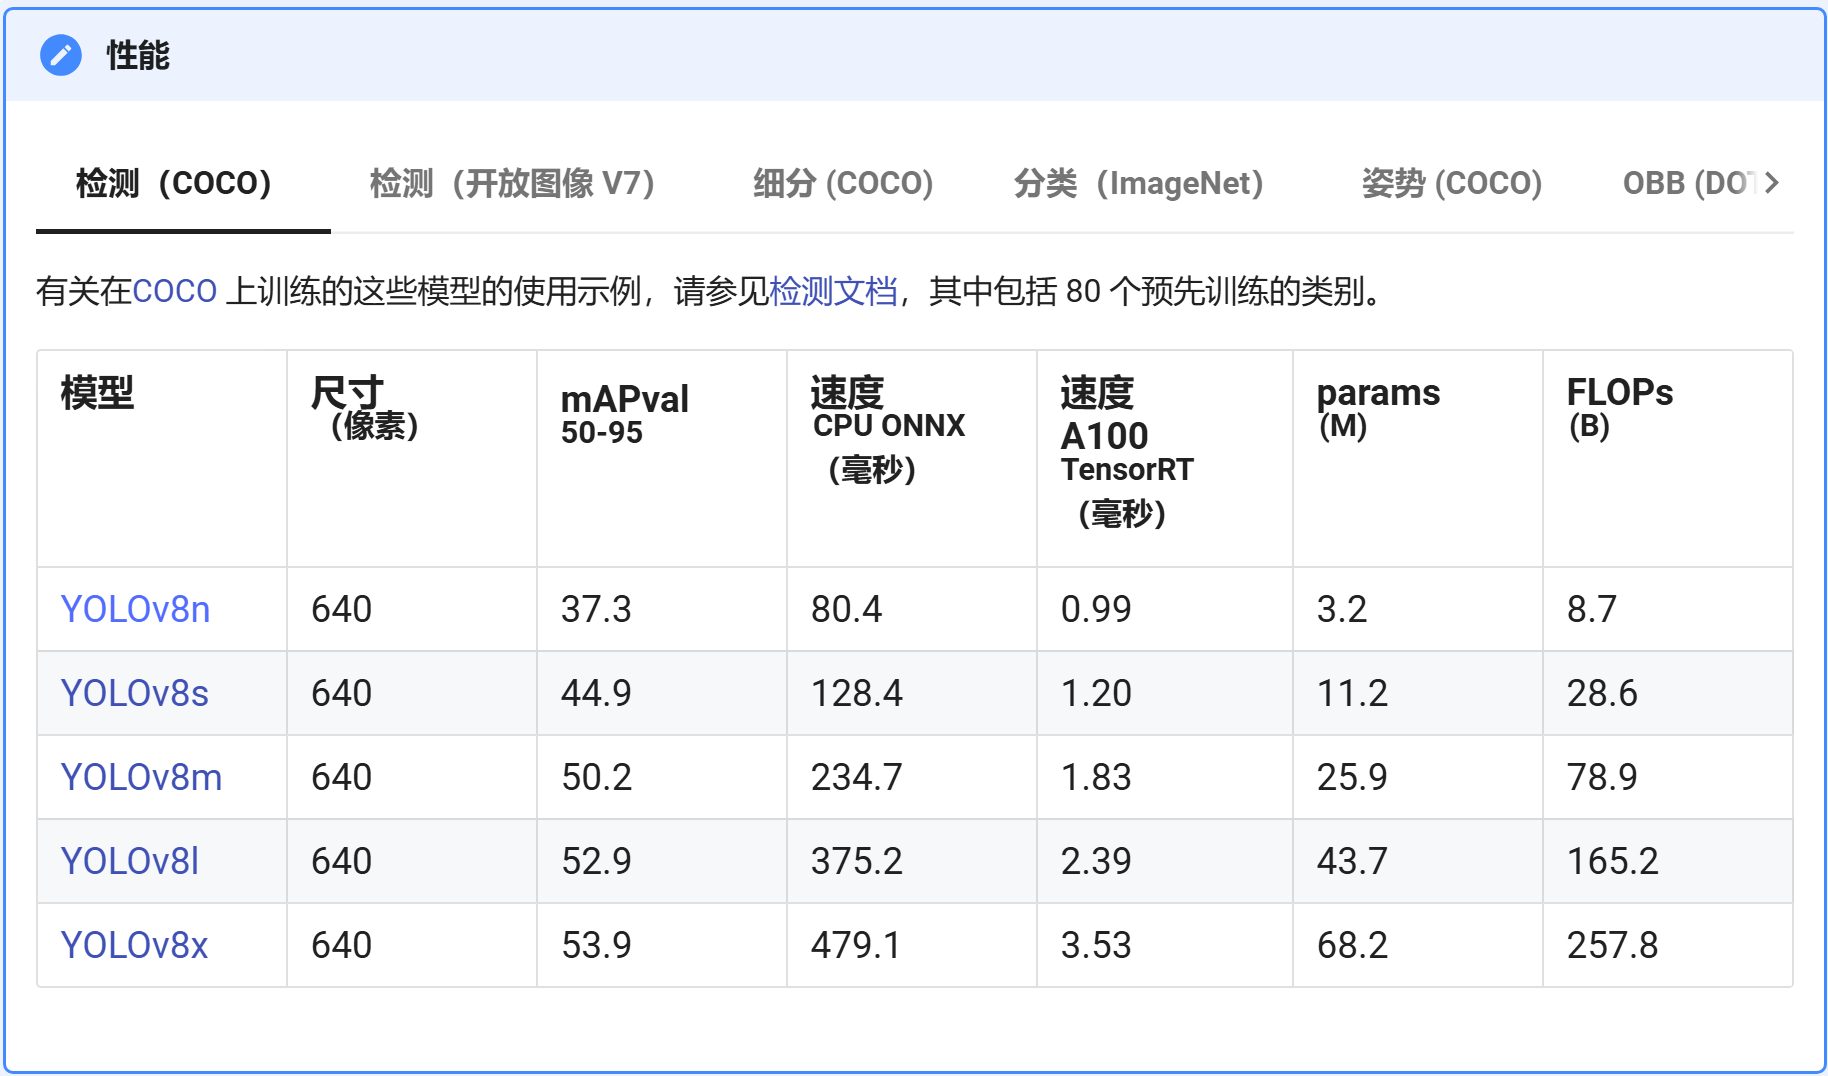 性能
检测（COCO） 检测（开放图像 V7） 细分 (COCO) 分类（ImageNet） 姿势 (COCO) OBB (DOT
有关在COCO 上训练的这些模型的使用示例，请参见检测文档，其中包括 80 个预先训练的类别。
模型 尺寸（像素） mAPval 50-95 速度 CPU ONNX（毫秒） 速度 A100 TensorRT（毫秒） params (M) FLOPs (B)
YOLOv8n 640 37.3 80.4 0.99 3.2 8.7
YOLOv8s 640 44.9 128.4 1.20 11.2 28.6
YOLOv8m 640 50.2 234.7 1.83 25.9 78.9
YOLOv8l 640 52.9 375.2 2.39 43.7 165.2
YOLOv8x 640 53.9 479.1 3.53 68.2 257.8